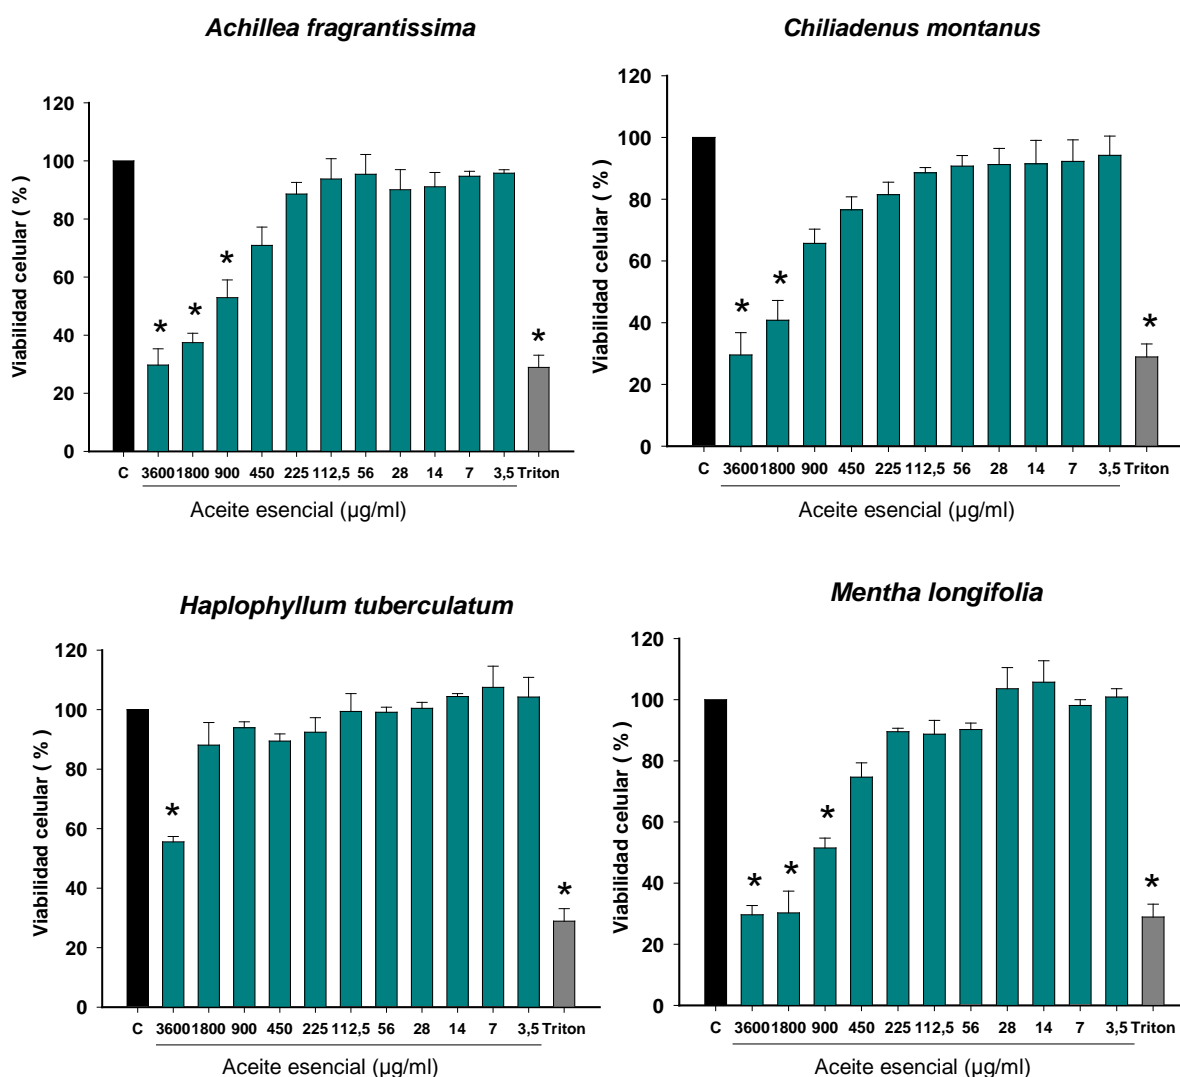 Achillea fragrantissima
Viabilidad celular ( % )
120
100
80
60
40
20
0
* * * *
C 3600 1800 900 450 225 112,5 56 28 14 7 3,5 Triton
Aceite esencial (µg/ml)
Chiliadenus montanus
Viabilidad celular ( % )
120
100
80
60
40
20
0
* * *
C 3600 1800 900 450 225 112,5 56 28 14 7 3,5 Triton
Aceite esencial (µg/ml)
Haplophyllum tuberculatum
Viabilidad celular ( % )
120
100
80
60
40
20
0
* *
C 3600 1800 900 450 225 112,5 56 28 14 7 3,5 Triton
Aceite esencial (µg/ml)
Mentha longifolia
Viabilidad celular ( % )
120
100
80
60
40
20
0
* * * *
C 3600 1800 900 450 225 112,5 56 28 14 7 3,5 Triton
Aceite esencial (µg/ml)